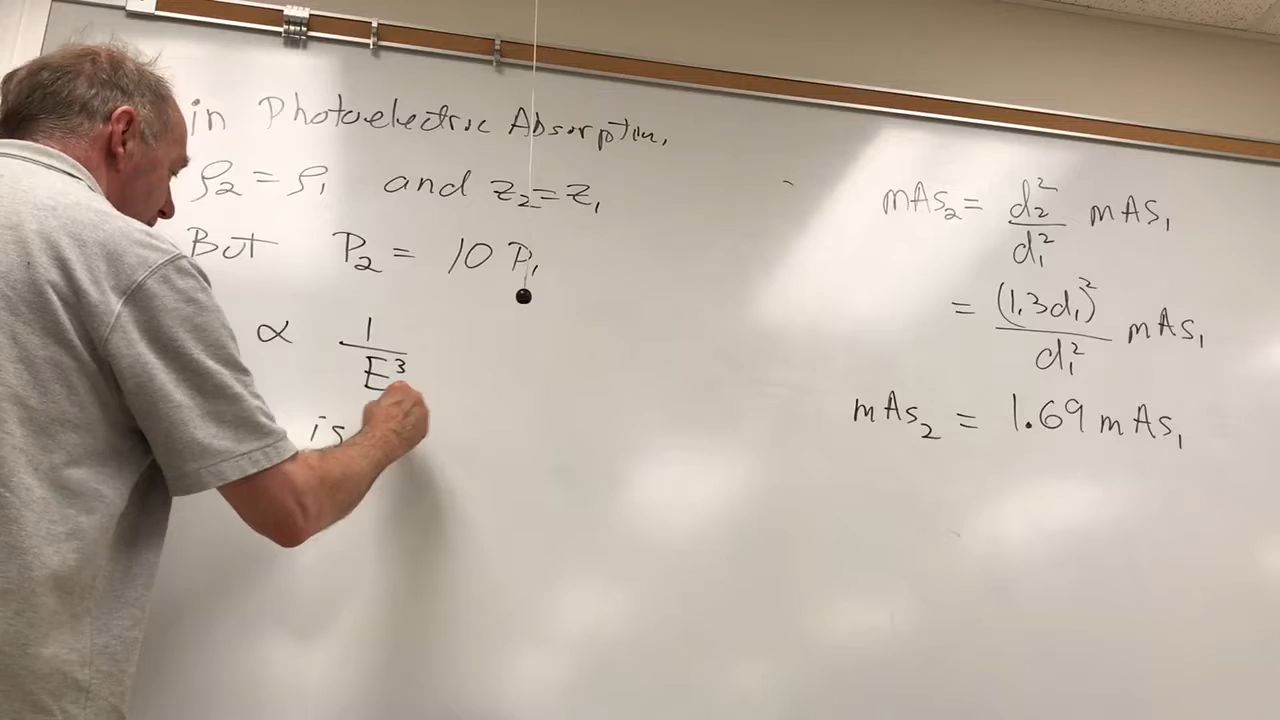 in Photoelectric Absorption,
ρ₂ = ρ₁ and z₂ = z₁
But P₂ = 10 P₁
∝ 1/E³
is
mAs₂ = d₂²/d₁² mAs₁
= (1.3d₁)²/d₁² mAs₁
mAs₂ = 1.69 mAs₁